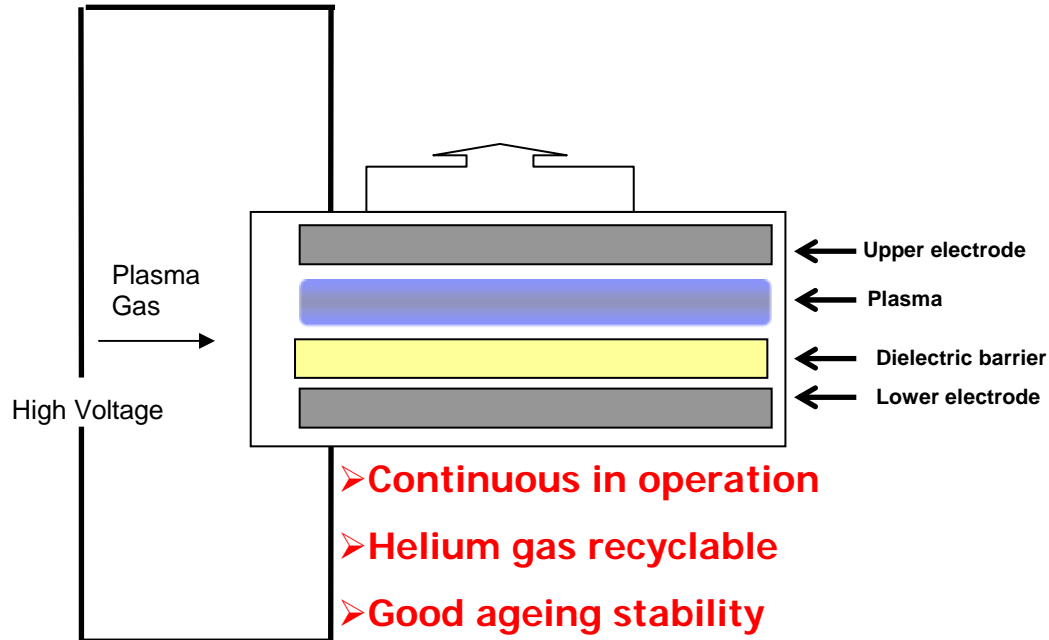 Upper electrode
Plasma
Gas
Plasma
Dielectric barrier
Lower electrode
High Voltage
➢Continuous in operation
➢Helium gas recyclable
➢Good ageing stability